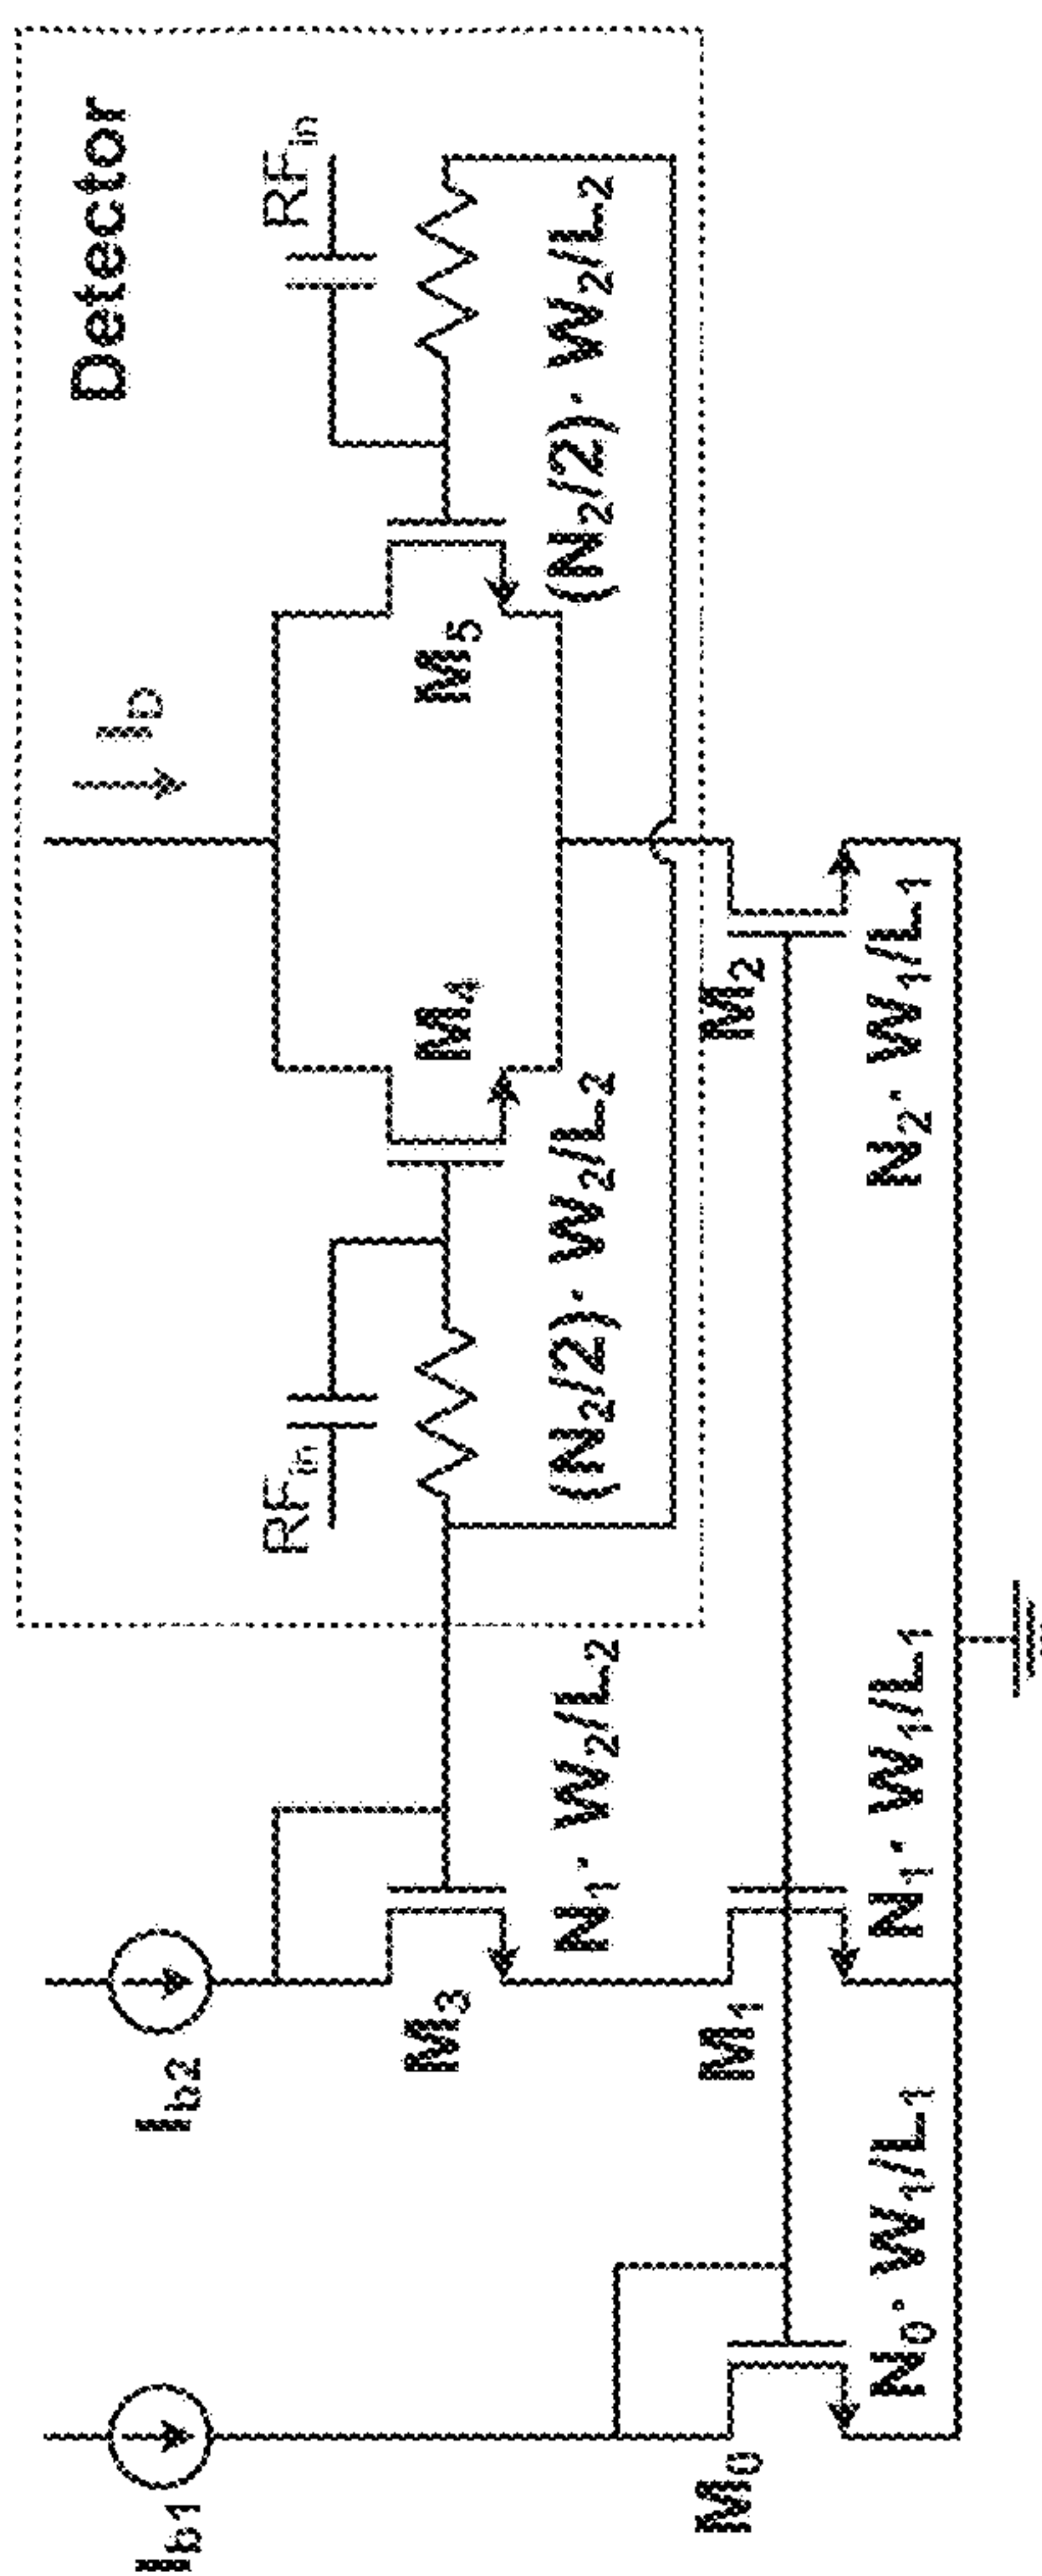 Detector
I_D
RF_in
RF_in
I_b1
I_b2
M_3
N_1 · W_2/L_2
M_4
(N_2/2) · W_2/L_2
M_5
(N_2/2) · W_2/L_2
M_0
N_0 · W_1/L_1
M_1
N_1 · W_1/L_1
M_2
N_2 · W_1/L_1